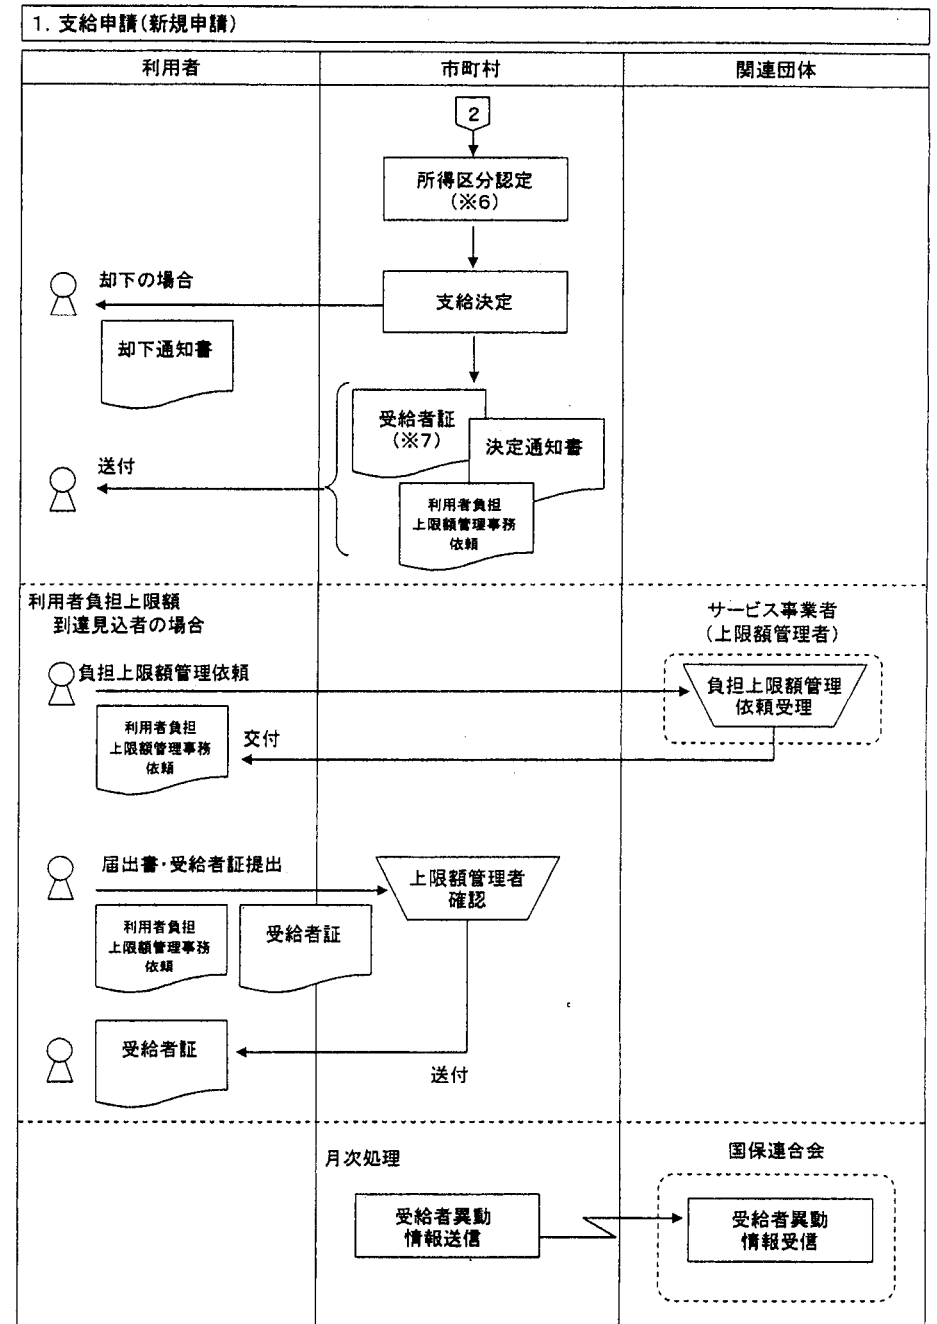 1. 支給申請(新規申請)
利用者
市町村
関連団体
2
所得区分認定
(※6)
却下の場合
支給決定
却下通知書
受給者証
(※7)
決定通知書
送付
利用者負担
上限額管理事務
依頼
利用者負担上限額
到達見込者の場合
サービス事業者
(上限額管理者)
負担上限額管理依頼
負担上限額管理
依頼受理
利用者負担
上限額管理事務
依頼
交付
届出書・受給者証提出
上限額管理者
確認
利用者負担
上限額管理事務
依頼
受給者証
受給者証
送付
月次処理
国保連合会
受給者異動
情報送信
受給者異動
情報受信